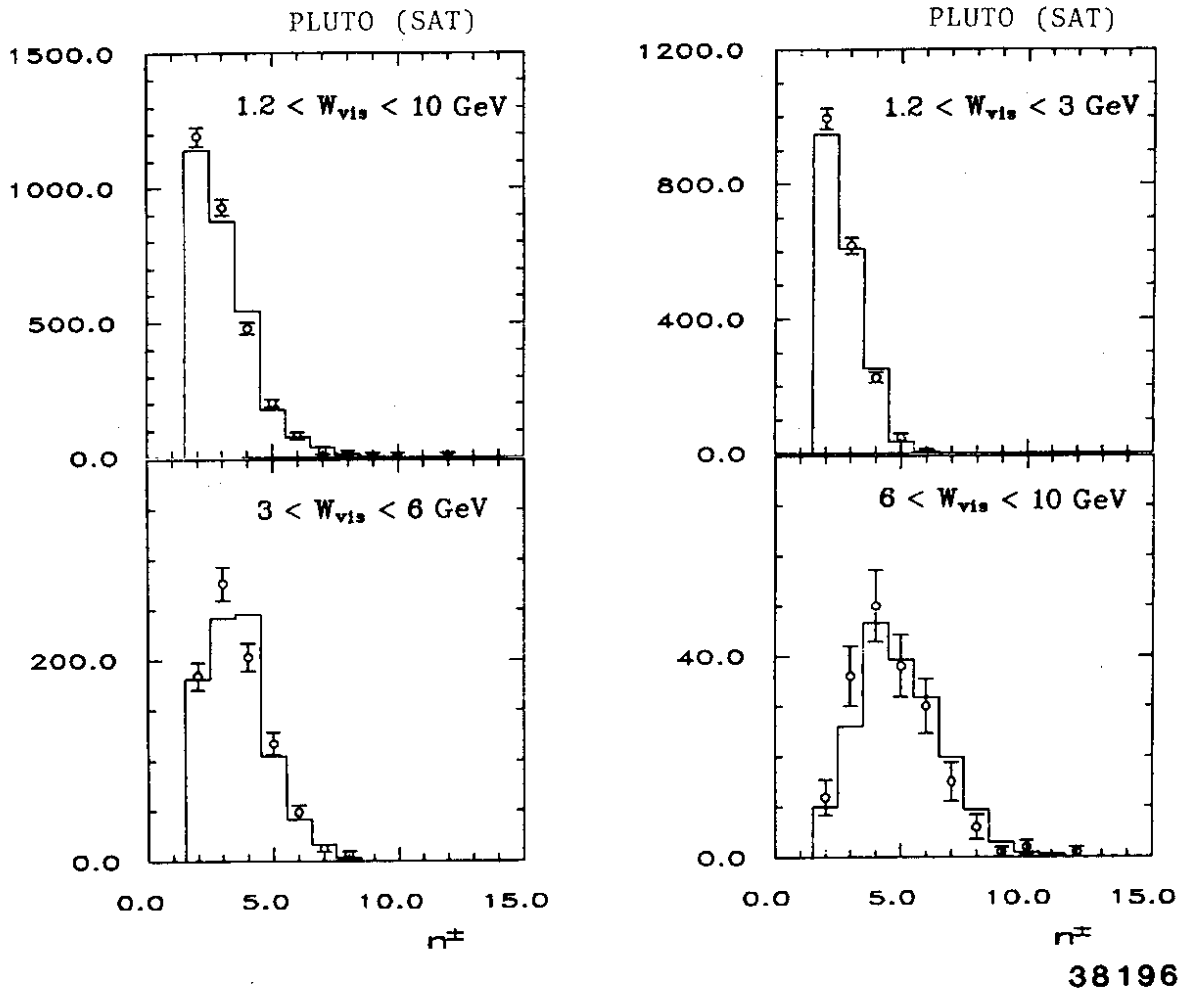 PLUTO (SAT)
1500.0
1.2 < W_vis < 10 GeV
1000.0
500.0
0.0
3 < W_vis < 6 GeV
200.0
0.0
0.0 5.0 10.0 15.0
n±
PLUTO (SAT)
1200.0
1.2 < W_vis < 3 GeV
800.0
400.0
0.0
6 < W_vis < 10 GeV
40.0
0.0
0.0 5.0 10.0 15.0
n±
38196